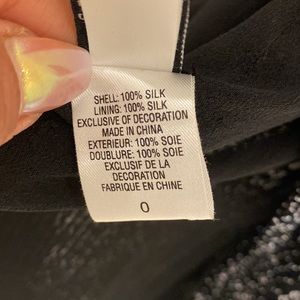 SHELL: 100% SILK
LINING: 100% SILK
EXCLUSIVE OF DECORATION
MADE IN CHINA
EXTERIEUR: 100% SOIE
DOUBLURE: 100% SOIE
EXCLUSIF DE LA
DECORATION
FABRIQUE EN CHINE
0